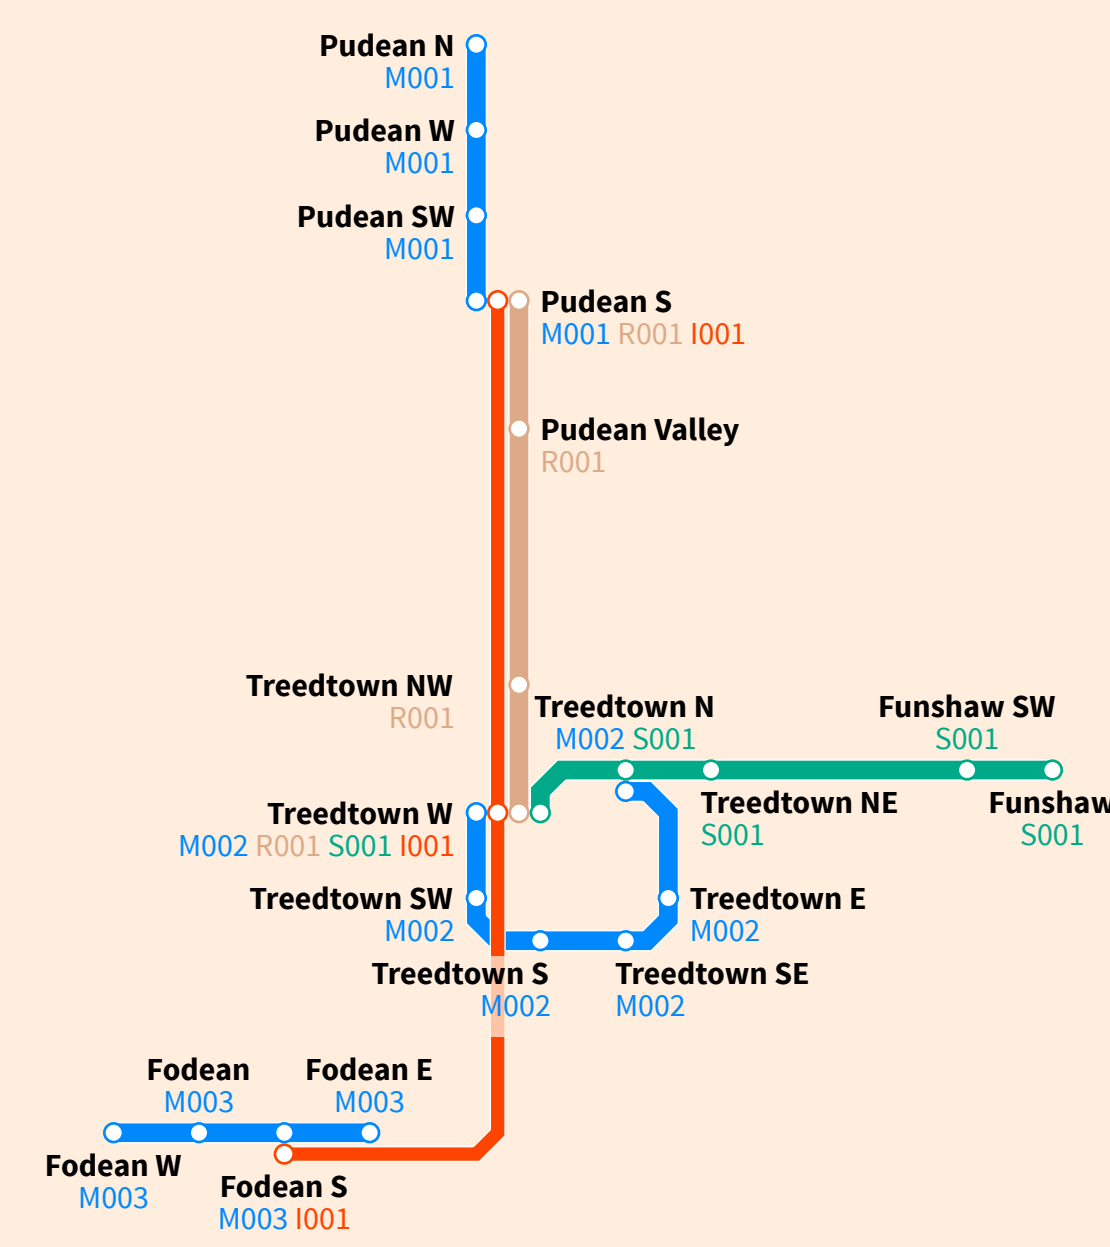 Pudean N
M001
Pudean W
M001
Pudean SW
M001
Pudean S
M001 R001 I001
Pudean Valley
R001
Treedtown NW
R001
Treedtown N
M002 S001
Funshaw SW
S001
Treedtown NE
S001
Funshaw
S001
Treedtown W
M002 R001 S001 I001
Treedtown SW
M002
Treedtown E
M002
Treedtown S
M002
Treedtown SE
M002
Fodean
M003
Fodean E
M003
Fodean W
M003
Fodean S
M003 I001